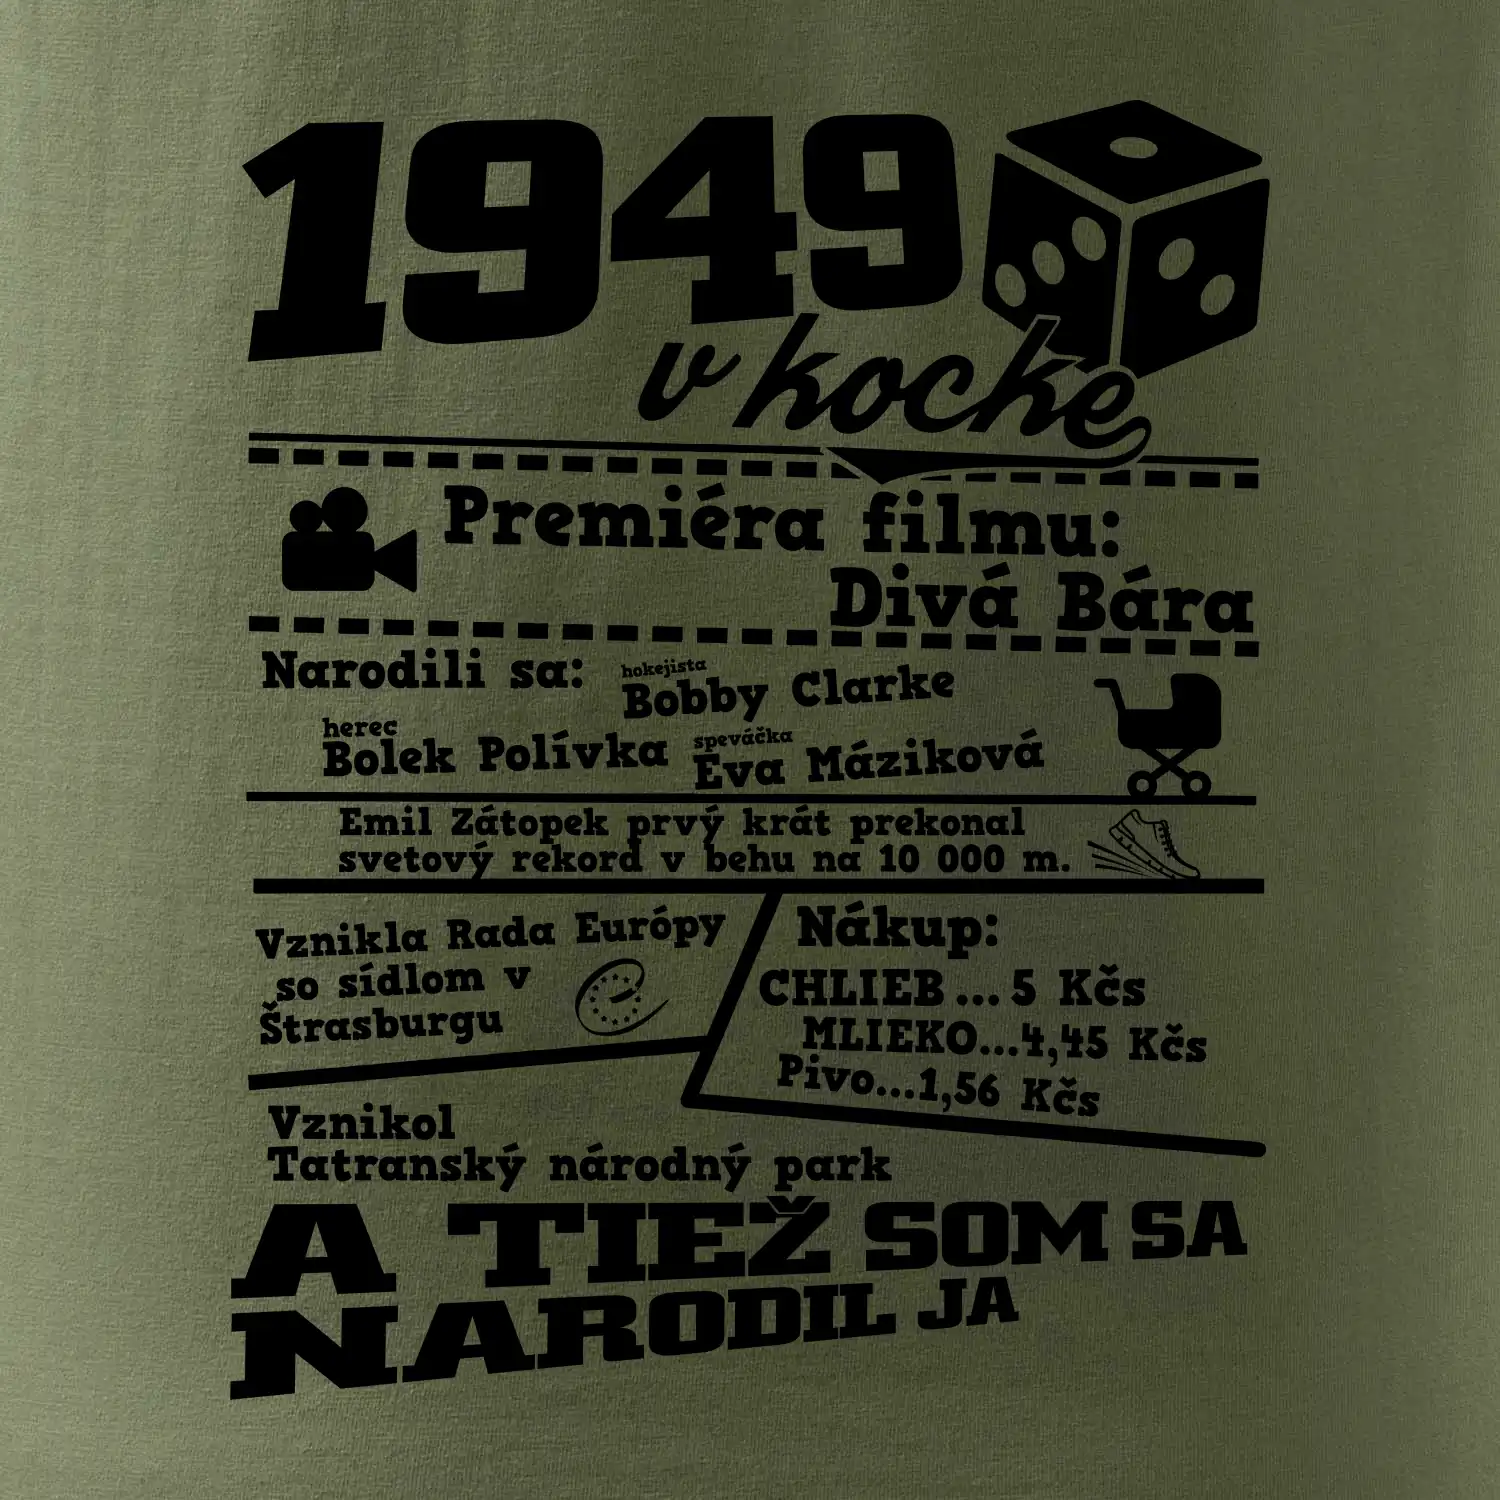 1949
v kocke
Premiéra filmu:
Divá Bára
Narodili sa:
hokejista
Bobby Clarke
herec
Bolek Polívka
speváčka
Eva Máziková
Emil Zátopek prvý krát prekonal
svetový rekord v behu na 10 000 m.
Vznikla Rada Európy
so sídlom v
Štrasburgu
Nákup:
CHLIEB... 5 Kčs
MLIEKO...4,45 Kčs
Pivo...1,56 Kčs
Vznikol
Tatranský národný park
A TIEŽ SOM SA
NARODIL JA